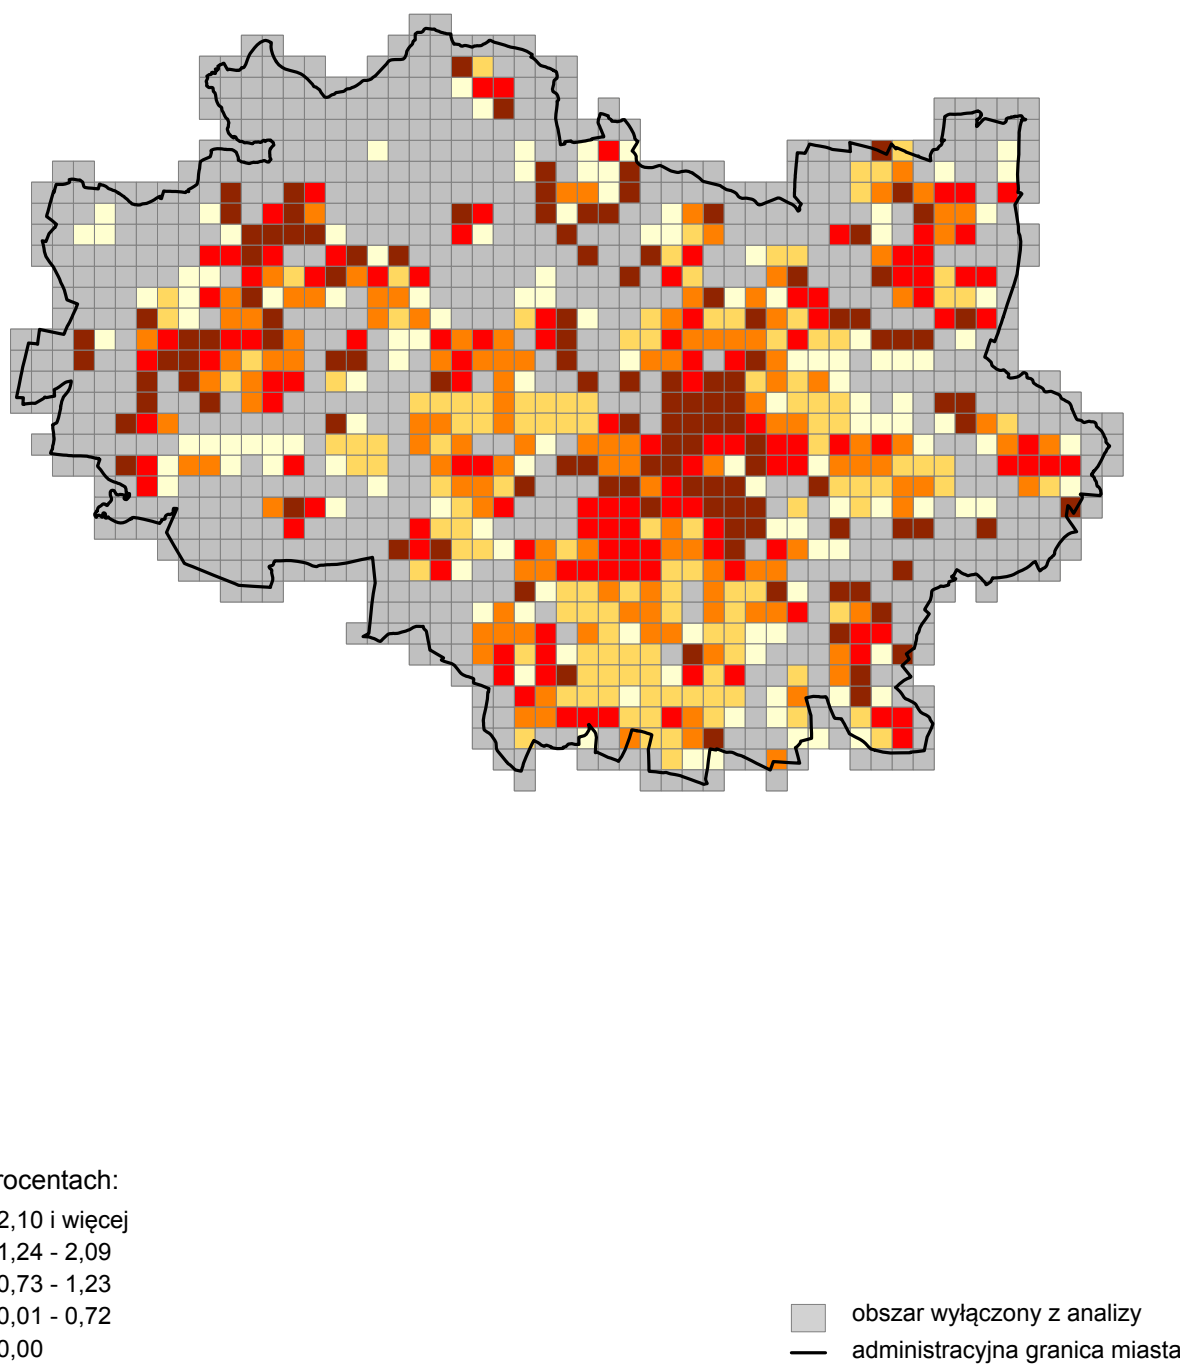 rocentach:
2,10 i więcej
1,24 - 2,09
0,73 - 1,23
0,01 - 0,72
0,00
obszar wyłączony z analizy
administracyjna granica miasta